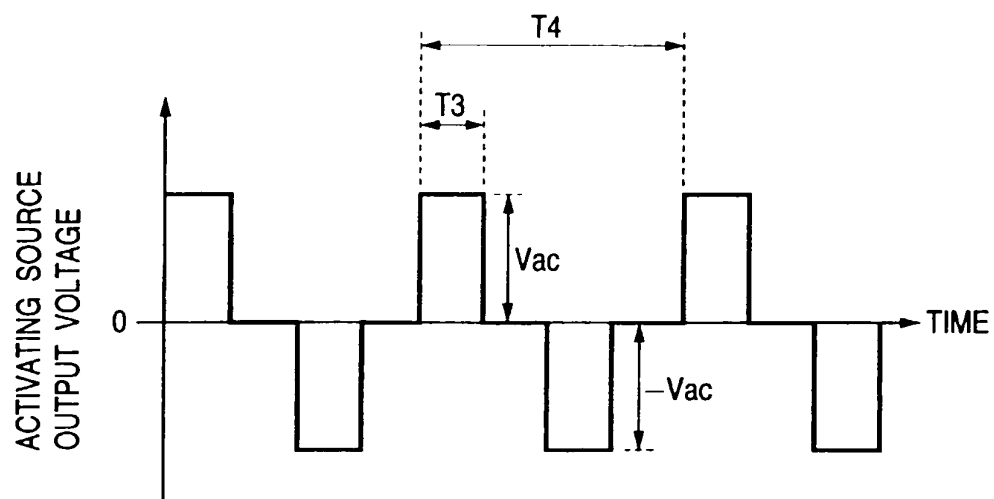 T4
T3
Vac
0
TIME
−Vac
ACTIVATING SOURCE
OUTPUT VOLTAGE